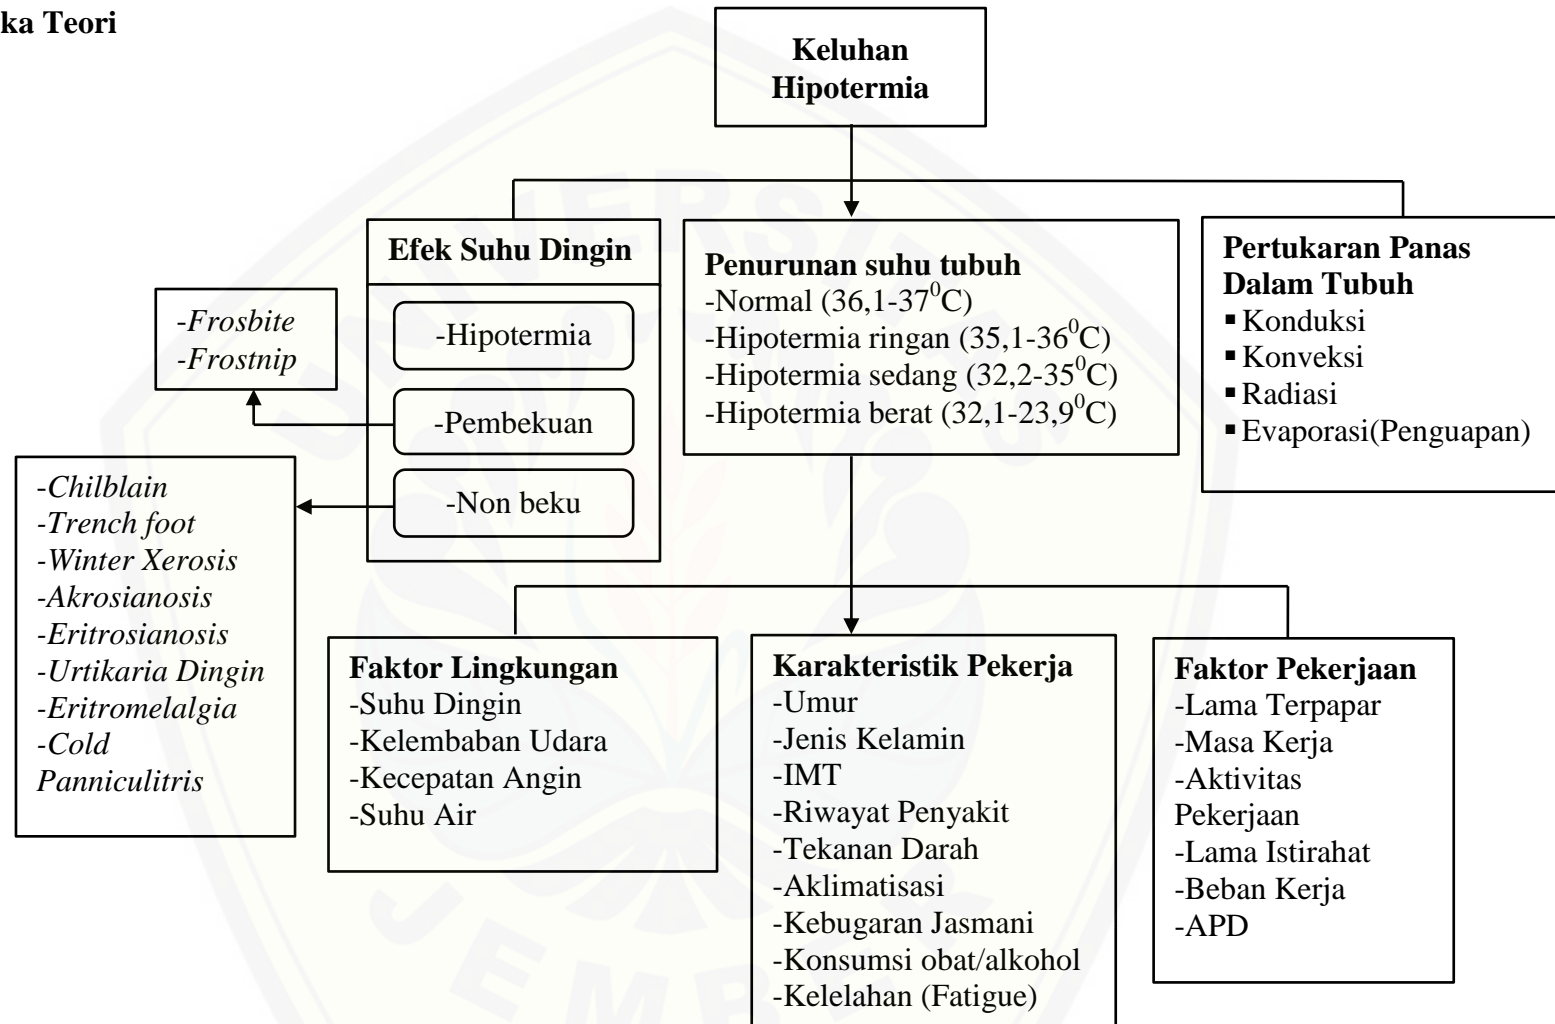 ka Teori
Keluhan
Hipotermia
Efek Suhu Dingin
-Hipotermia
-Pembekuan
-Non beku
-Frosbite
-Frostnip
-Chilblain
-Trench foot
-Winter Xerosis
-Akrosianosis
-Eritrosianosis
-Urtikaria Dingin
-Eritromelalgia
-Cold
Panniculitris
Penurunan suhu tubuh
-Normal (36,1-37⁰C)
-Hipotermia ringan (35,1-36⁰C)
-Hipotermia sedang (32,2-35⁰C)
-Hipotermia berat (32,1-23,9⁰C)
Pertukaran Panas
Dalam Tubuh
▪ Konduksi
▪ Konveksi
▪ Radiasi
▪ Evaporasi(Penguapan)
Faktor Lingkungan
-Suhu Dingin
-Kelembaban Udara
-Kecepatan Angin
-Suhu Air
Karakteristik Pekerja
-Umur
-Jenis Kelamin
-IMT
-Riwayat Penyakit
-Tekanan Darah
-Aklimatisasi
-Kebugaran Jasmani
-Konsumsi obat/alkohol
-Kelelahan (Fatigue)
Faktor Pekerjaan
-Lama Terpapar
-Masa Kerja
-Aktivitas
Pekerjaan
-Lama Istirahat
-Beban Kerja
-APD
UNIVERSITAS
JEMBER